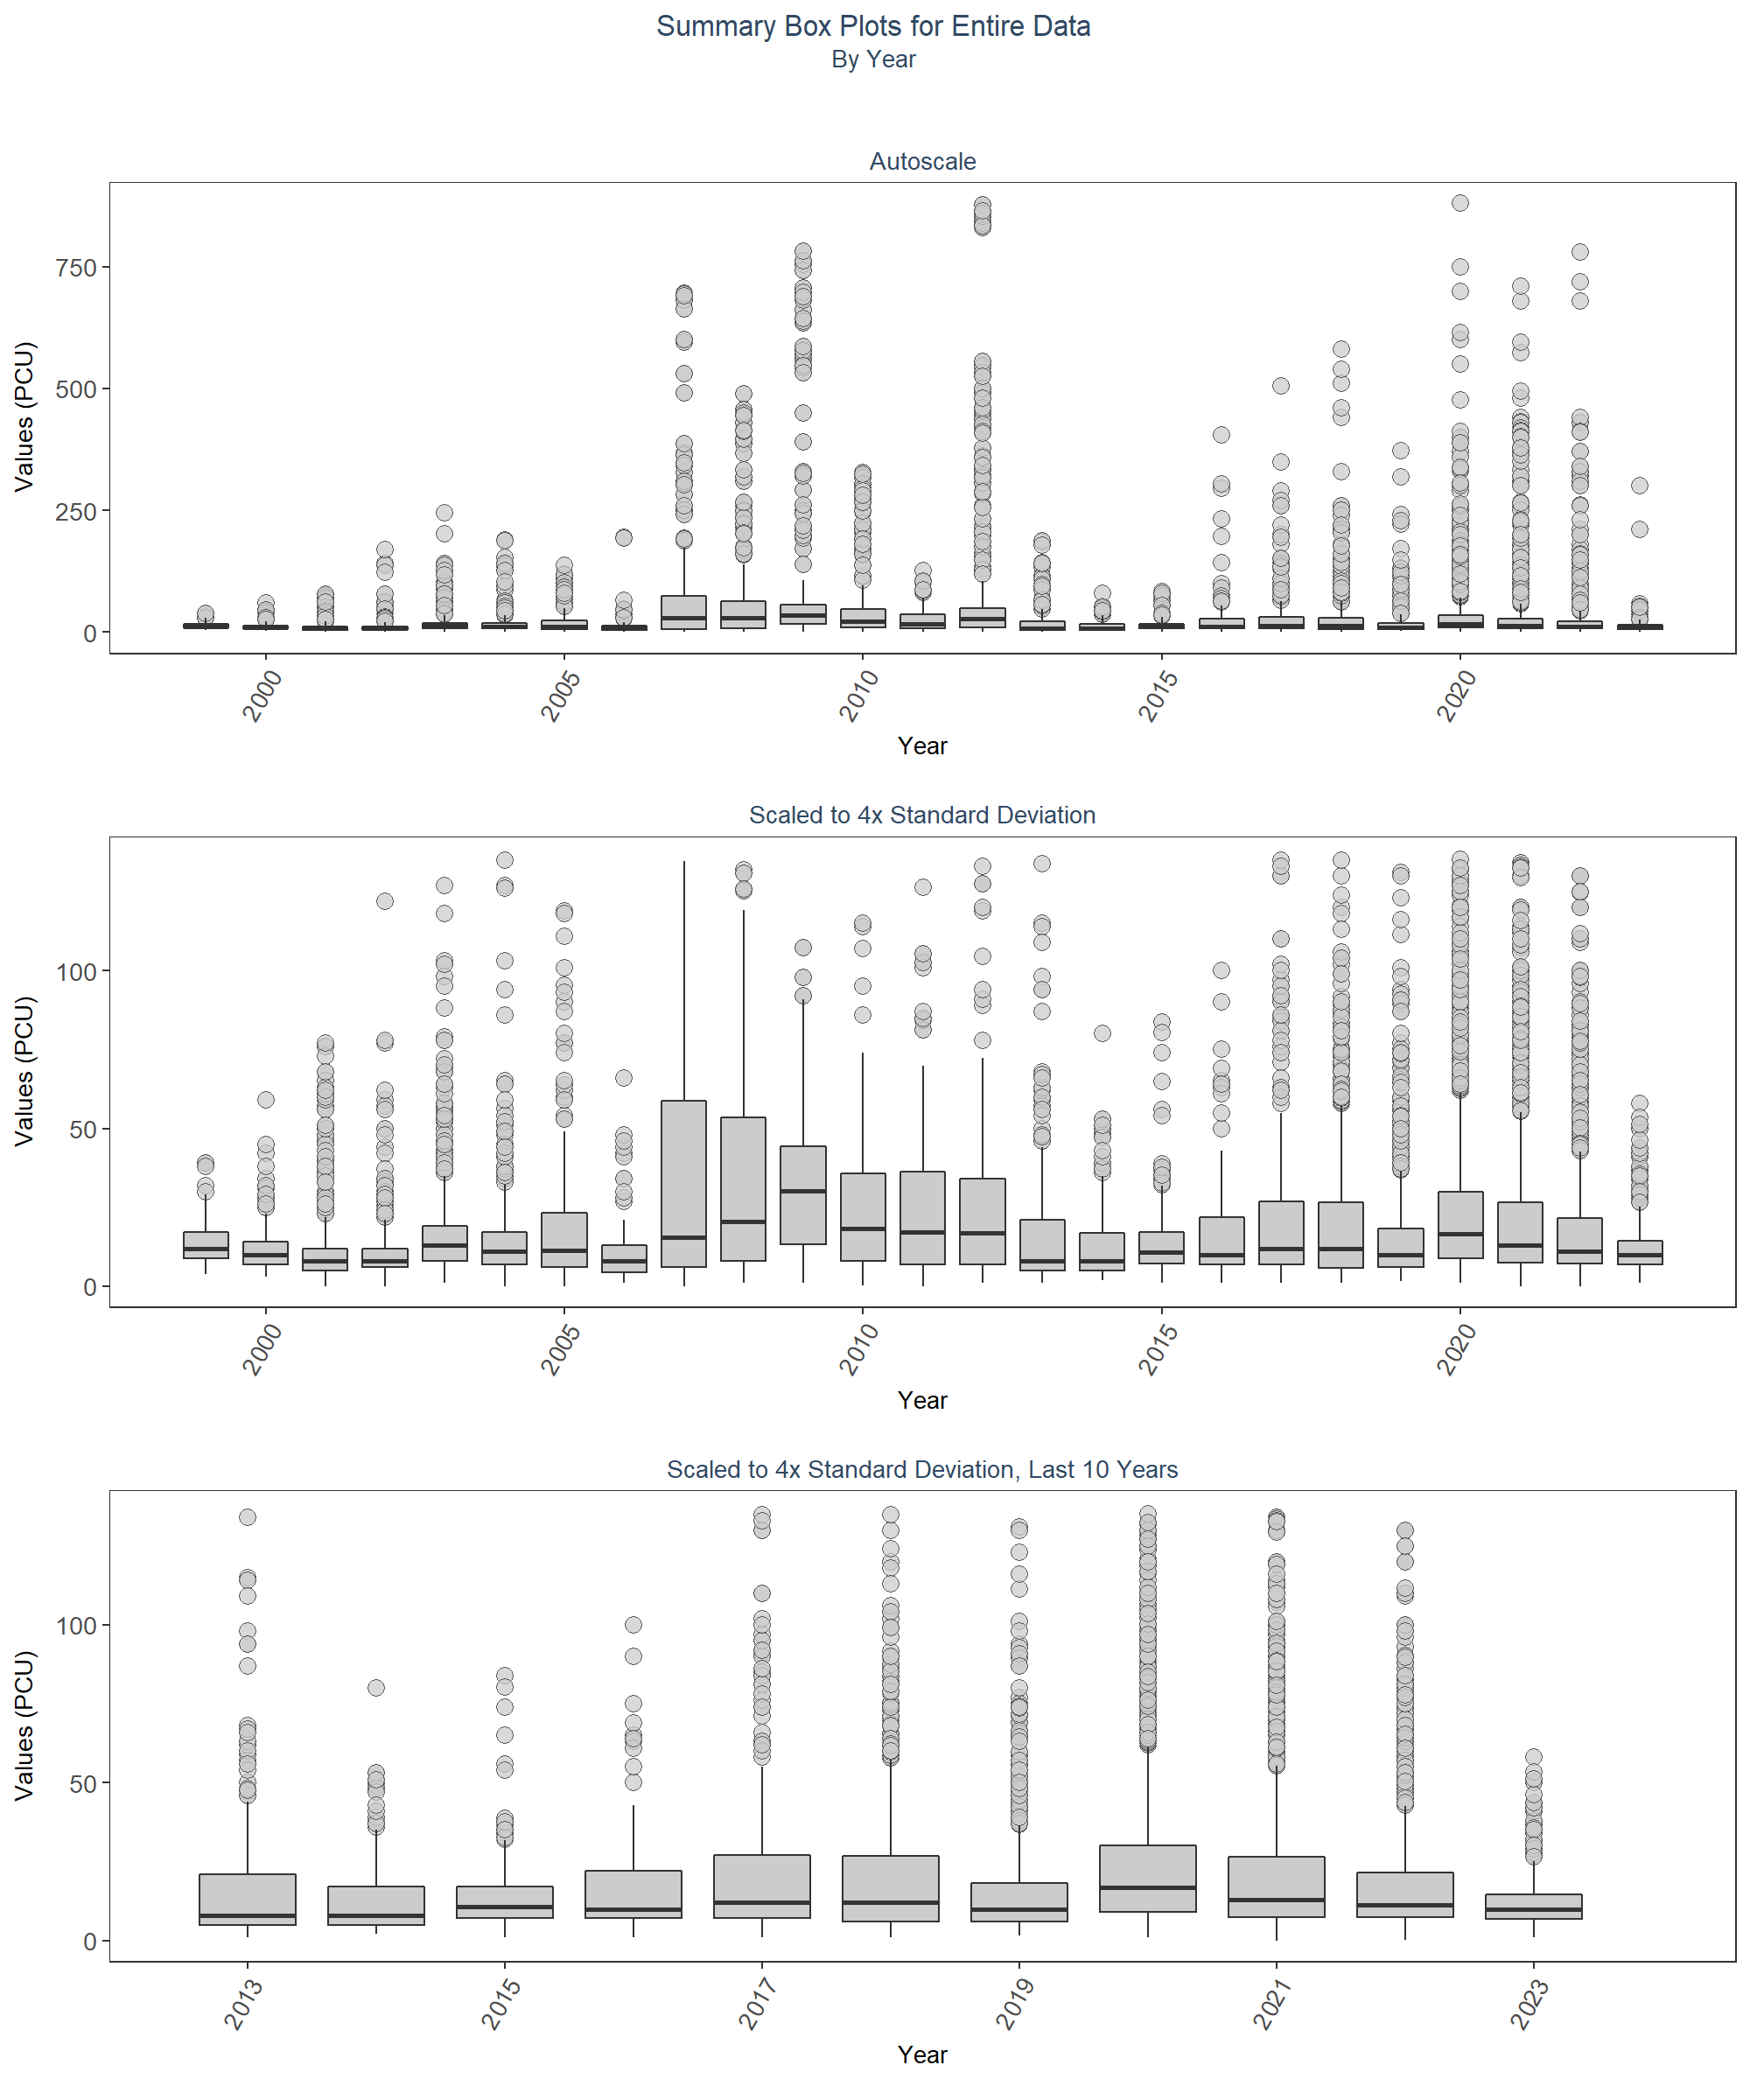 Summary Box Plots for Entire Data
By Year
Autoscale
Values (PCU)
750
500
250
0
2000
2005
2010
2015
2020
Year
Scaled to 4x Standard Deviation
Values (PCU)
100
50
0
2000
2005
2010
2015
2020
Year
Scaled to 4x Standard Deviation, Last 10 Years
Values (PCU)
100
50
0
2013
2015
2017
2019
2021
2023
Year